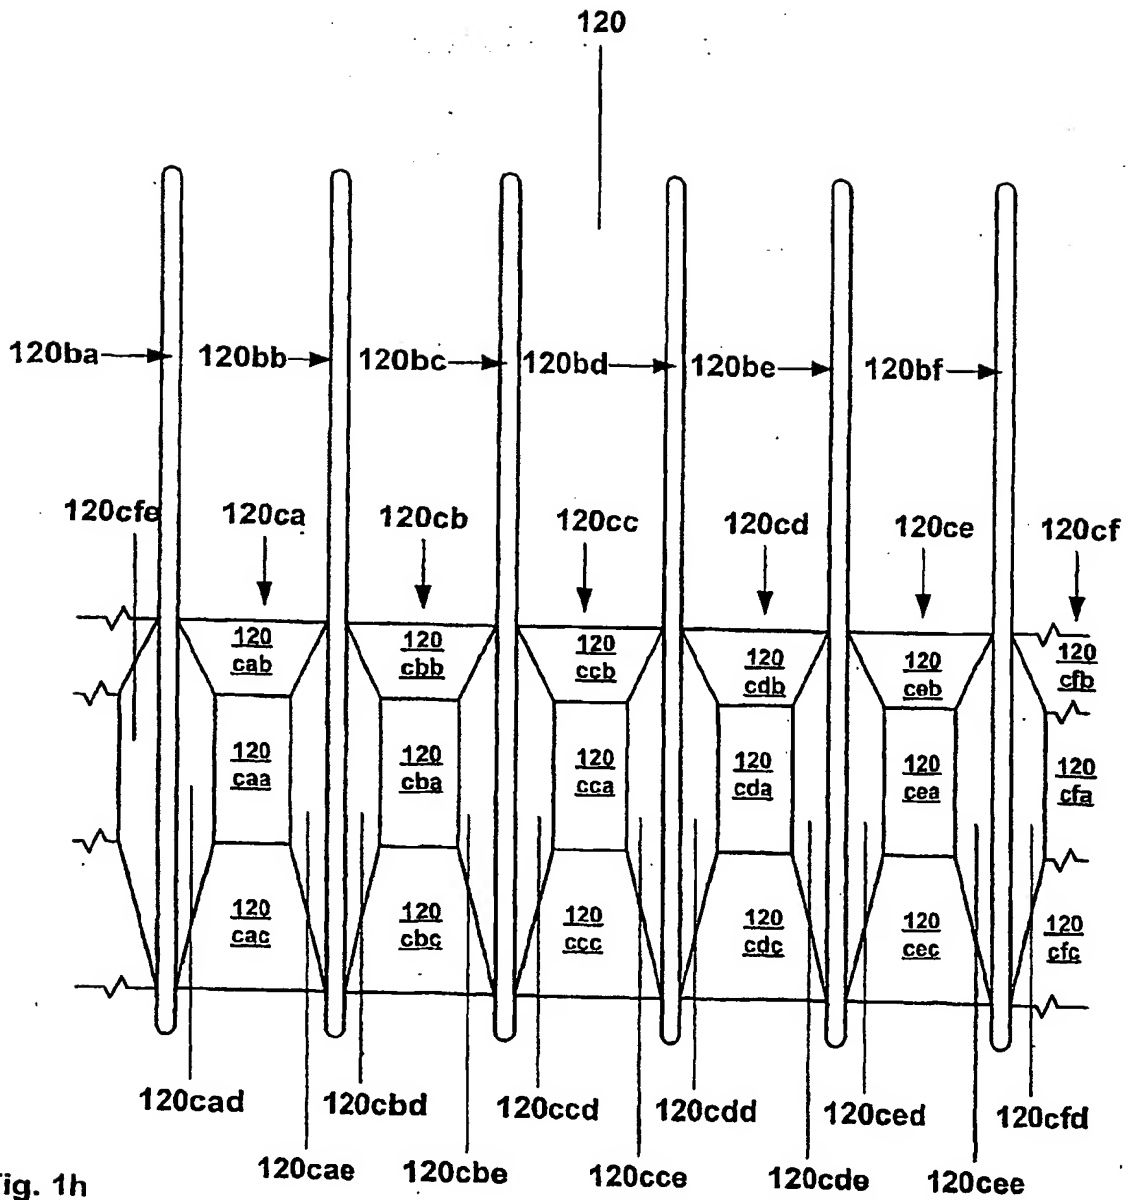 120
120ba 120bb 120bc 120bd 120be 120bf
120cfe 120ca 120cb 120cc 120cd 120ce 120cf
120 120 120 120 120 120
cab cbb ccb cdb ceb cfb
120 120 120 120 120 120
caa cba cca cda cea cfa
120 120 120 120 120 120
cac cbc ccc cdc cec cfc
120cad 120cbd 120ccd 120cdd 120ced 120cfd
120cae 120cbe 120cce 120cde 120cee
ig. 1h